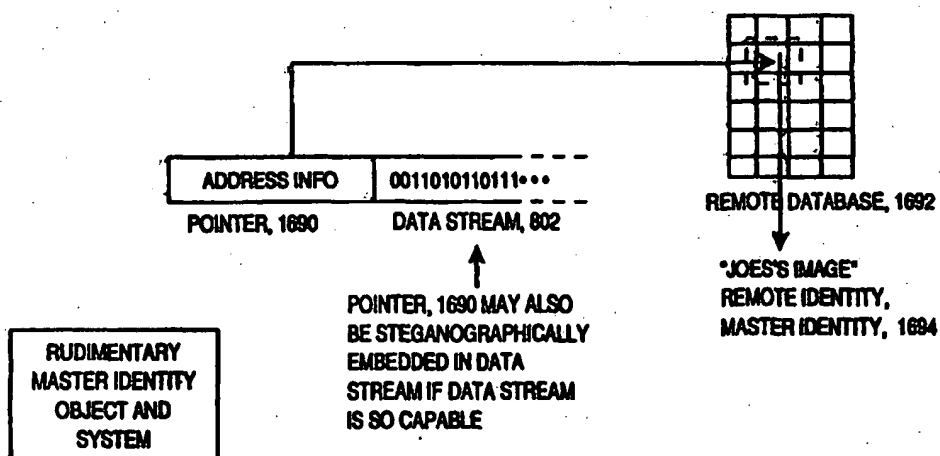 ADDRESS INFO
0011010110111•••
POINTER, 1690
DATA STREAM, 802
REMOTE DATABASE, 1692
POINTER, 1690 MAY ALSO
BE STEGANOGRAPHICALLY
EMBEDDED IN DATA
STREAM IF DATA STREAM
IS SO CAPABLE
"JOES'S IMAGE"
REMOTE IDENTITY,
MASTER IDENTITY, 1694
RUDIMENTARY
MASTER IDENTITY
OBJECT AND
SYSTEM